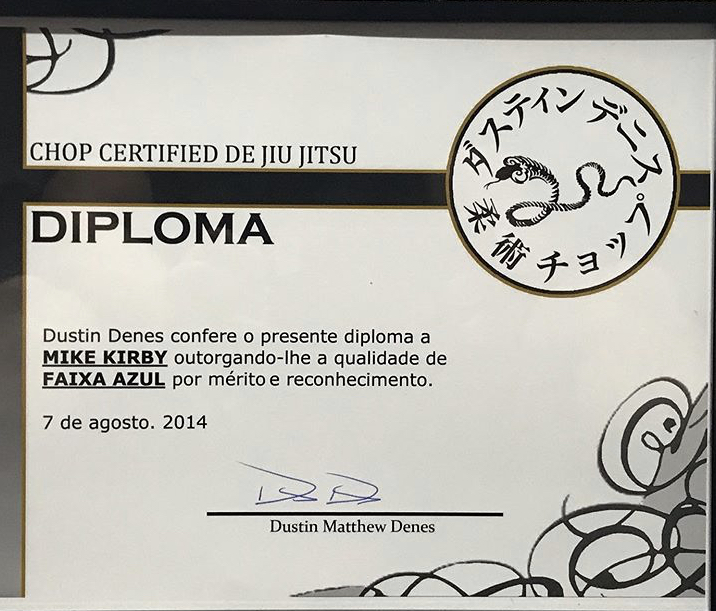 CHOP CERTIFIED DE JIU JITSU
ダスティン デニス
柔術 チョップ
DIPLOMA
Dustin Denes confere o presente diploma a
MIKE KIRBY outorgando-lhe a qualidade de
FAIXA AZUL por mérito e reconhecimento.
7 de agosto. 2014
Dustin Matthew Denes